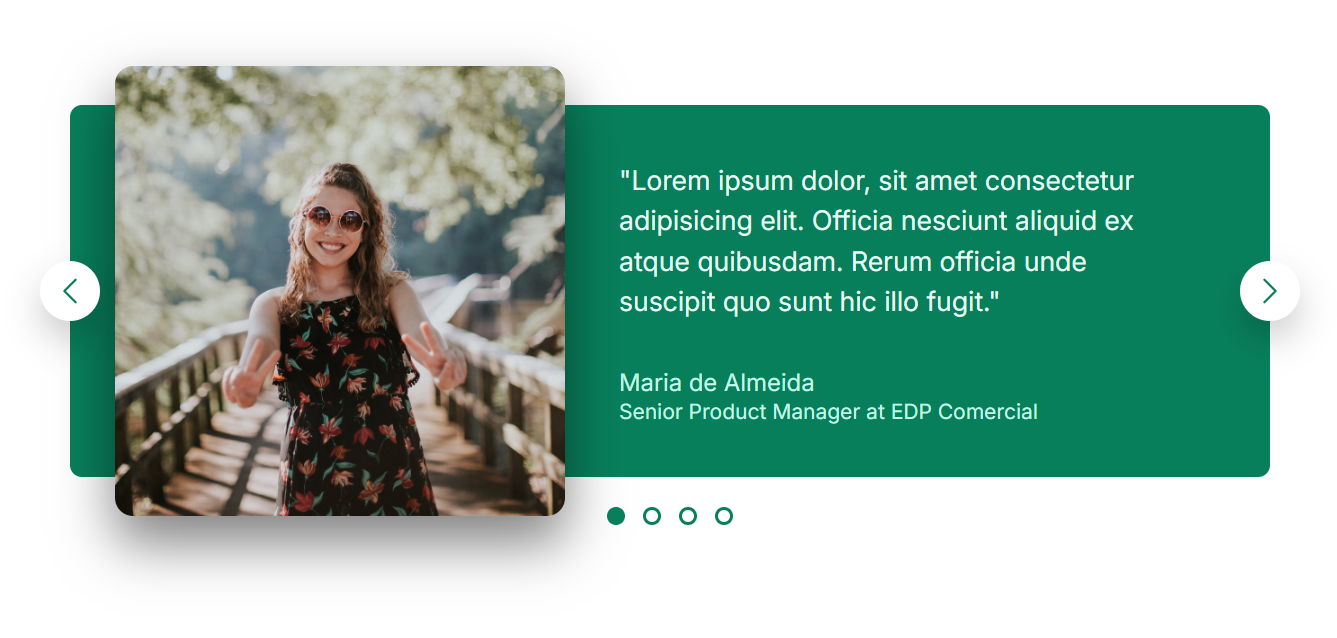 "Lorem ipsum dolor, sit amet consectetur
adipisicing elit. Officia nesciunt aliquid ex
atque quibusdam. Rerum officia unde
suscipit quo sunt hic illo fugit."
Maria de Almeida
Senior Product Manager at EDP Comercial